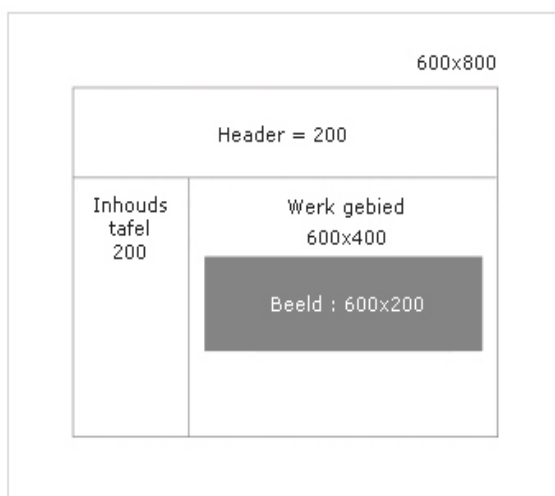 600x800
Header = 200
Inhouds
tafel
200
Werk gebied
600x400
Beeld : 600x200